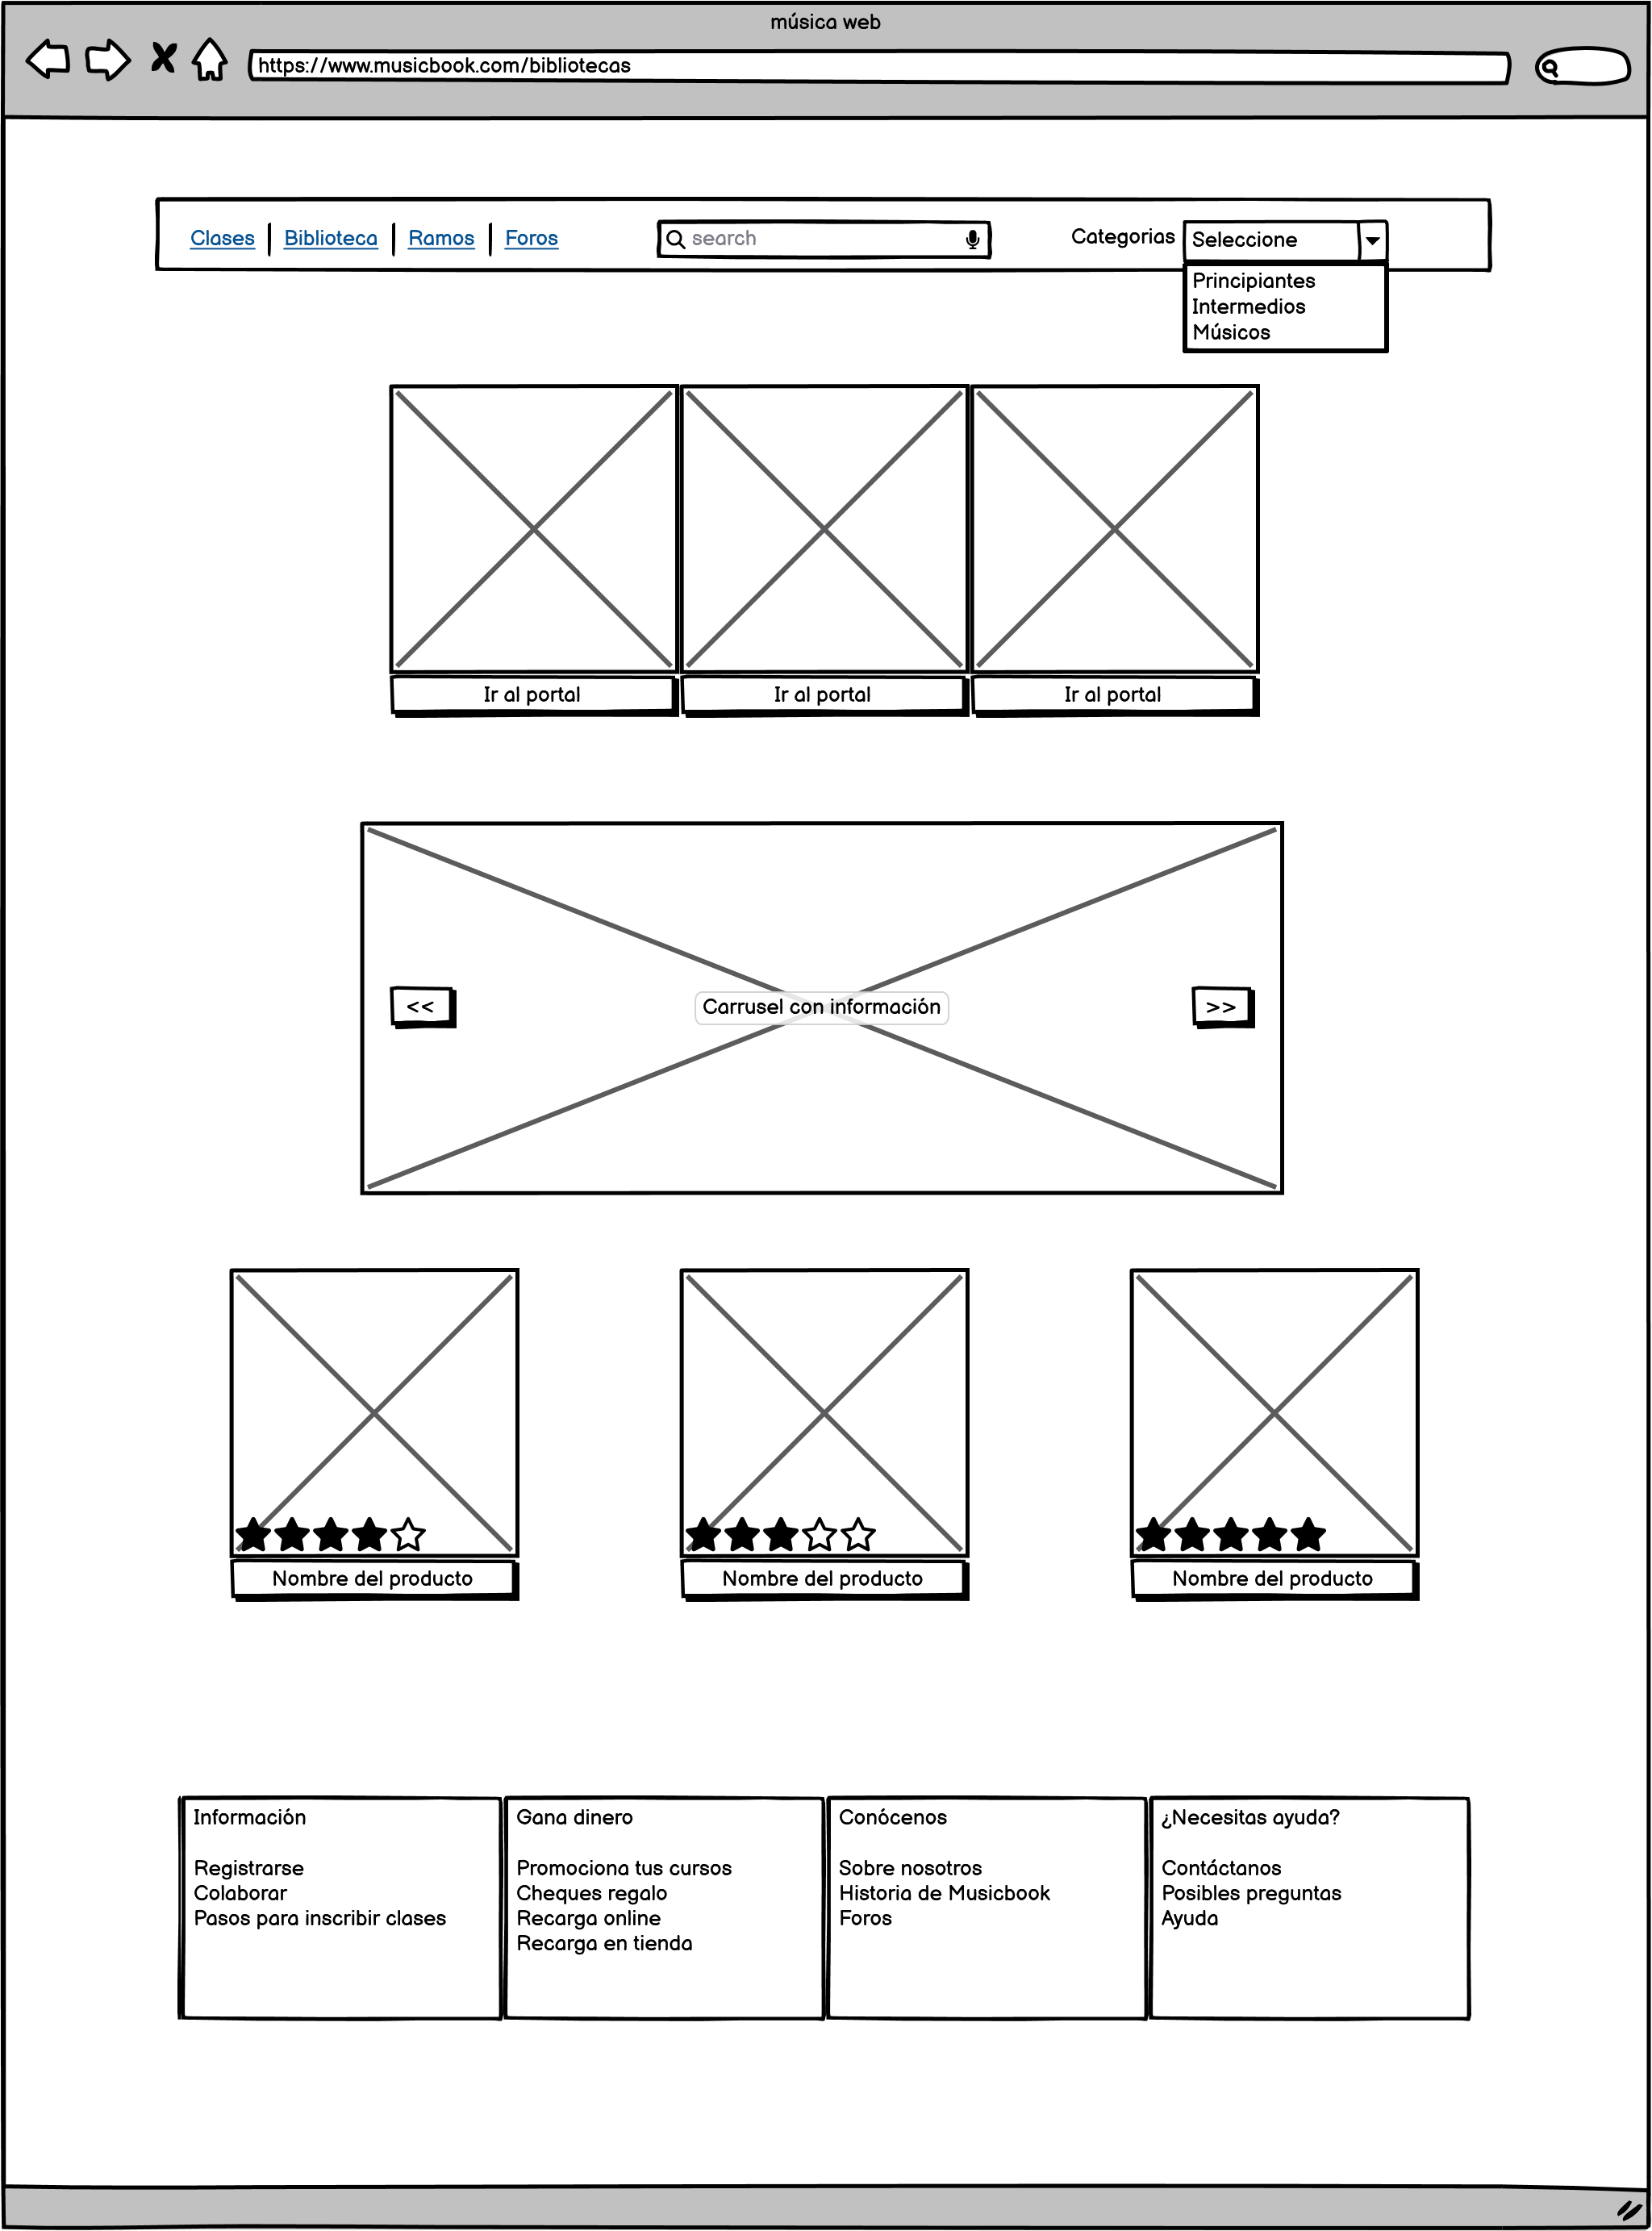 música web
https://www.musicbook.com/bibliotecas
Clases Biblioteca Ramos Foros search Categorias Seleccione
Principiantes
Intermedios
Músicos
Ir al portal Ir al portal Ir al portal
<< Carrusel con información >>
Nombre del producto Nombre del producto Nombre del producto
Información
Registrarse
Colaborar
Pasos para inscribir clases
Gana dinero
Promociona tus cursos
Cheques regalo
Recarga online
Recarga en tienda
Conócenos
Sobre nosotros
Historia de Musicbook
Foros
¿Necesitas ayuda?
Contáctanos
Posibles preguntas
Ayuda